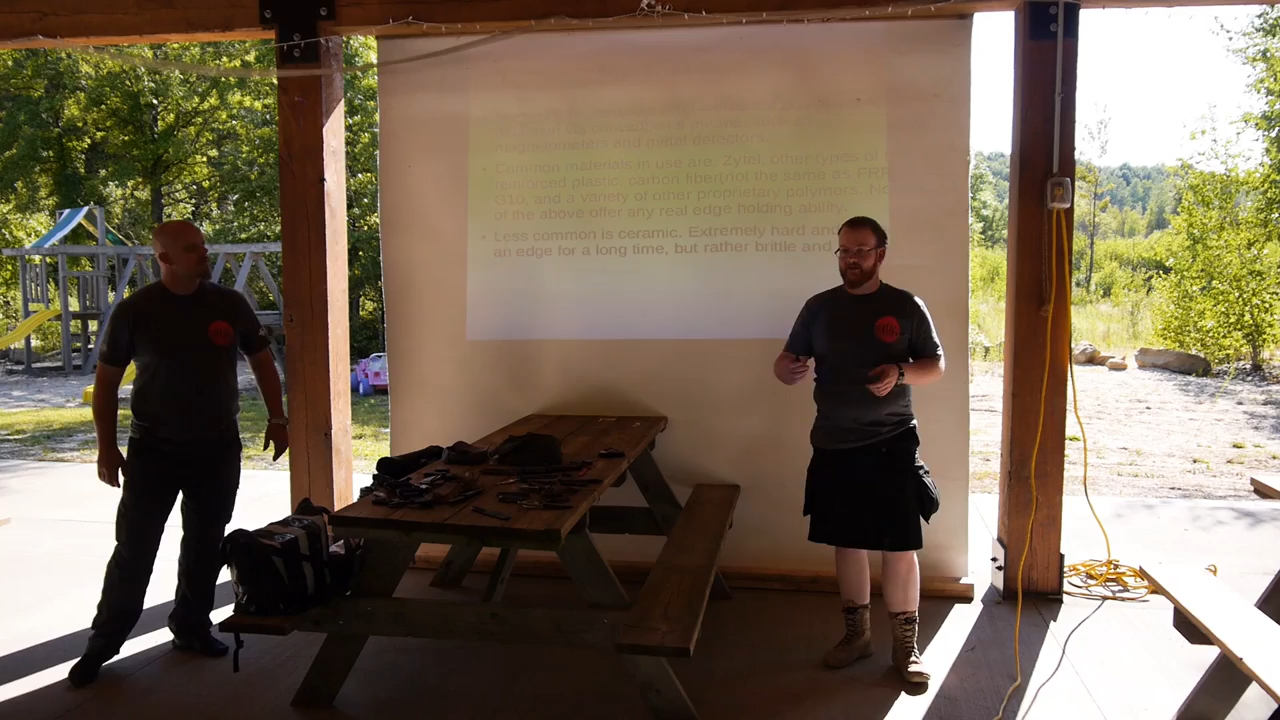 magnetometers and metal detectors.
• Common materials in use are: Zytel, other types of
reinforced plastic, carbon fiber(not the same as FRP
G10, and a variety of other proprietary polymers. No
of the above offer any real edge holding ability.
• Less common is ceramic. Extremely hard and
an edge for a long time, but rather brittle and